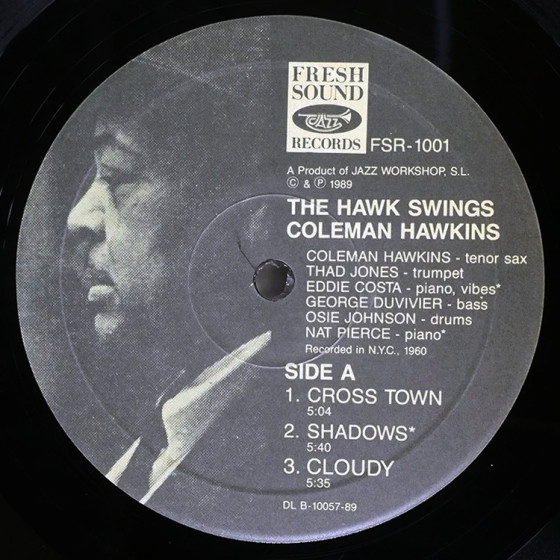 FRESH
SOUND
JAZZ
RECORDS
FSR-1001
A Product of JAZZ WORKSHOP, S.L.
© & ℗ 1989
THE HAWK SWINGS
COLEMAN HAWKINS
COLEMAN HAWKINS - tenor sax
THAD JONES - trumpet
EDDIE COSTA - piano, vibes*
GEORGE DUVIVIER - bass
OSIE JOHNSON - drums
NAT PIERCE - piano*
Recorded in N.Y.C., 1960
SIDE A
1. CROSS TOWN
5:04
2. SHADOWS*
5:40
3. CLOUDY
5:35
DL B-10057-89